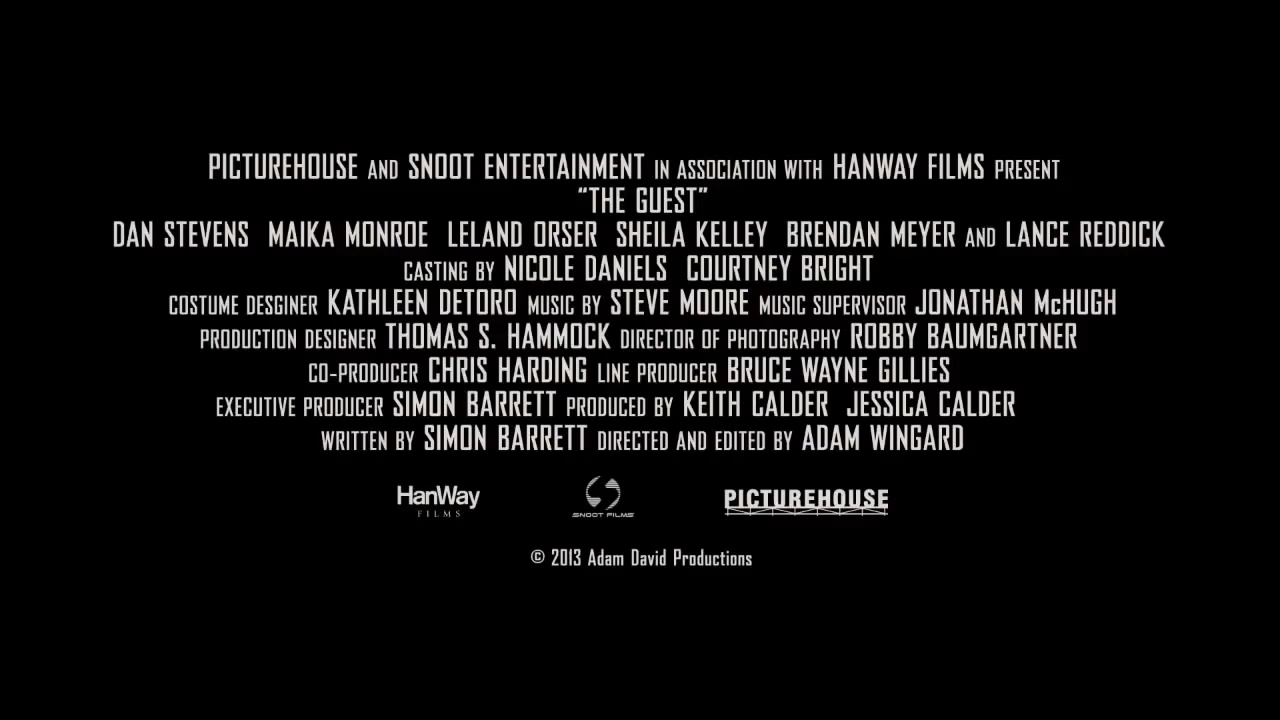 PICTUREHOUSE AND SNOOT ENTERTAINMENT IN ASSOCIATION WITH HANWAY FILMS PRESENT
“THE GUEST”
DAN STEVENS MAIKA MONROE LELAND ORSER SHEILA KELLEY BRENDAN MEYER AND LANCE REDDICK
CASTING BY NICOLE DANIELS COURTNEY BRIGHT
COSTUME DESGINER KATHLEEN DETORO MUSIC BY STEVE MOORE MUSIC SUPERVISOR JONATHAN McHUGH
PRODUCTION DESIGNER THOMAS S. HAMMOCK DIRECTOR OF PHOTOGRAPHY ROBBY BAUMGARTNER
CO-PRODUCER CHRIS HARDING LINE PRODUCER BRUCE WAYNE GILLIES
EXECUTIVE PRODUCER SIMON BARRETT PRODUCED BY KEITH CALDER JESSICA CALDER
WRITTEN BY SIMON BARRETT DIRECTED AND EDITED BY ADAM WINGARD
HanWay
FILMS
SNOOT FILMS
PICTUREHOUSE
© 2013 Adam David Productions